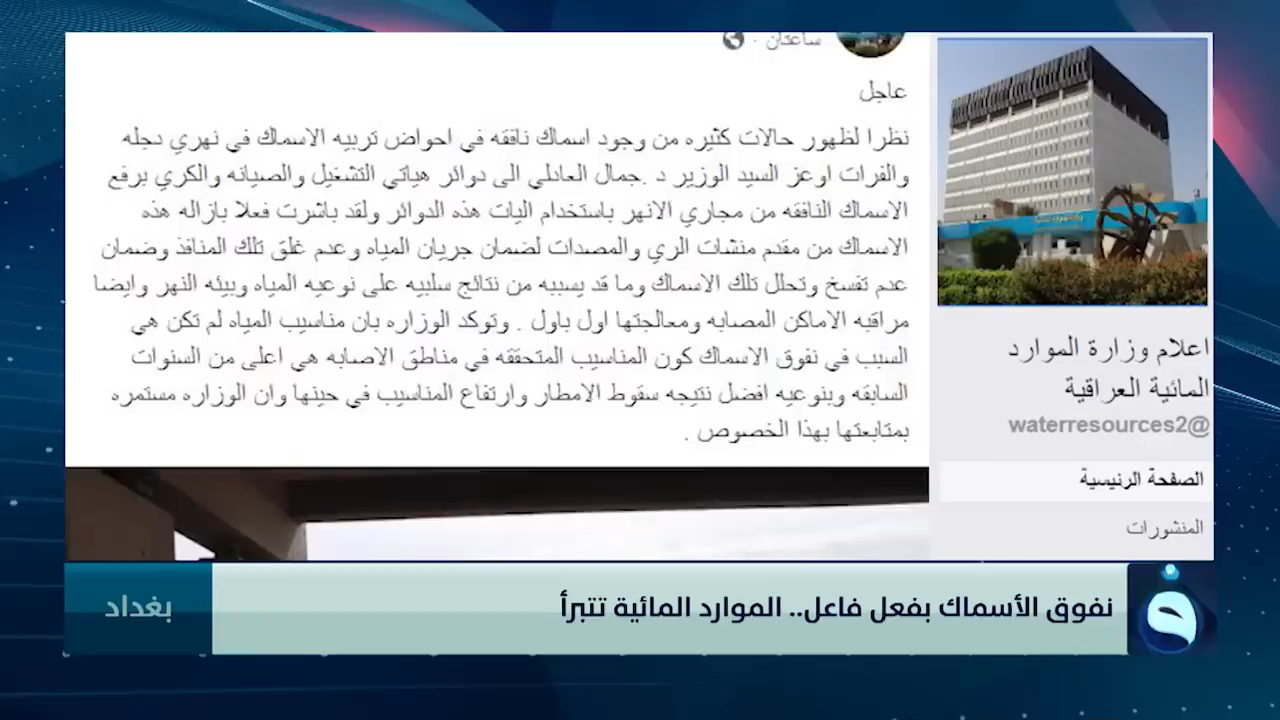 ساعتان
عاجل
نظرا لظهور حالات كثيره من وجود اسماك نافقه في احواض تربيه الاسماك في نهري دجله
والفرات اوعز السيد الوزير د .جمال العادلي الى دوائر هياتي التشغيل والصيانه والكري برفع
الاسماك النافقه من مجاري الانهر باستخدام اليات هذه الدوائر ولقد باشرت فعلا بازاله هذه
الاسماك من مقدم منشات الري والمصدات لضمان جريان المياه وعدم غلق تلك المنافذ وضمان
عدم تفسخ وتحلل تلك الاسماك وما قد يسببه من نتائج سلبيه على نوعيه المياه وبيئه النهر وايضا
مراقبه الاماكن المصابه ومعالجتها اول باول . وتوكد الوزاره بان مناسيب المياه لم تكن هي
السبب في نفوق الاسماك كون المناسيب المتحققه في مناطق الاصابه هي اعلى من السنوات
السابقه وبنوعيه افضل نتيجه سقوط الامطار وارتفاع المناسيب في حينها وان الوزاره مستمره
بمتابعتها بهذا الخصوص .
اعلام وزارة الموارد
المائية العراقية
@waterresources2
الصفحة الرئيسية
المنشورات
نفوق الأسماك بفعل فاعل.. الموارد المائية تتبرأ
بغداد